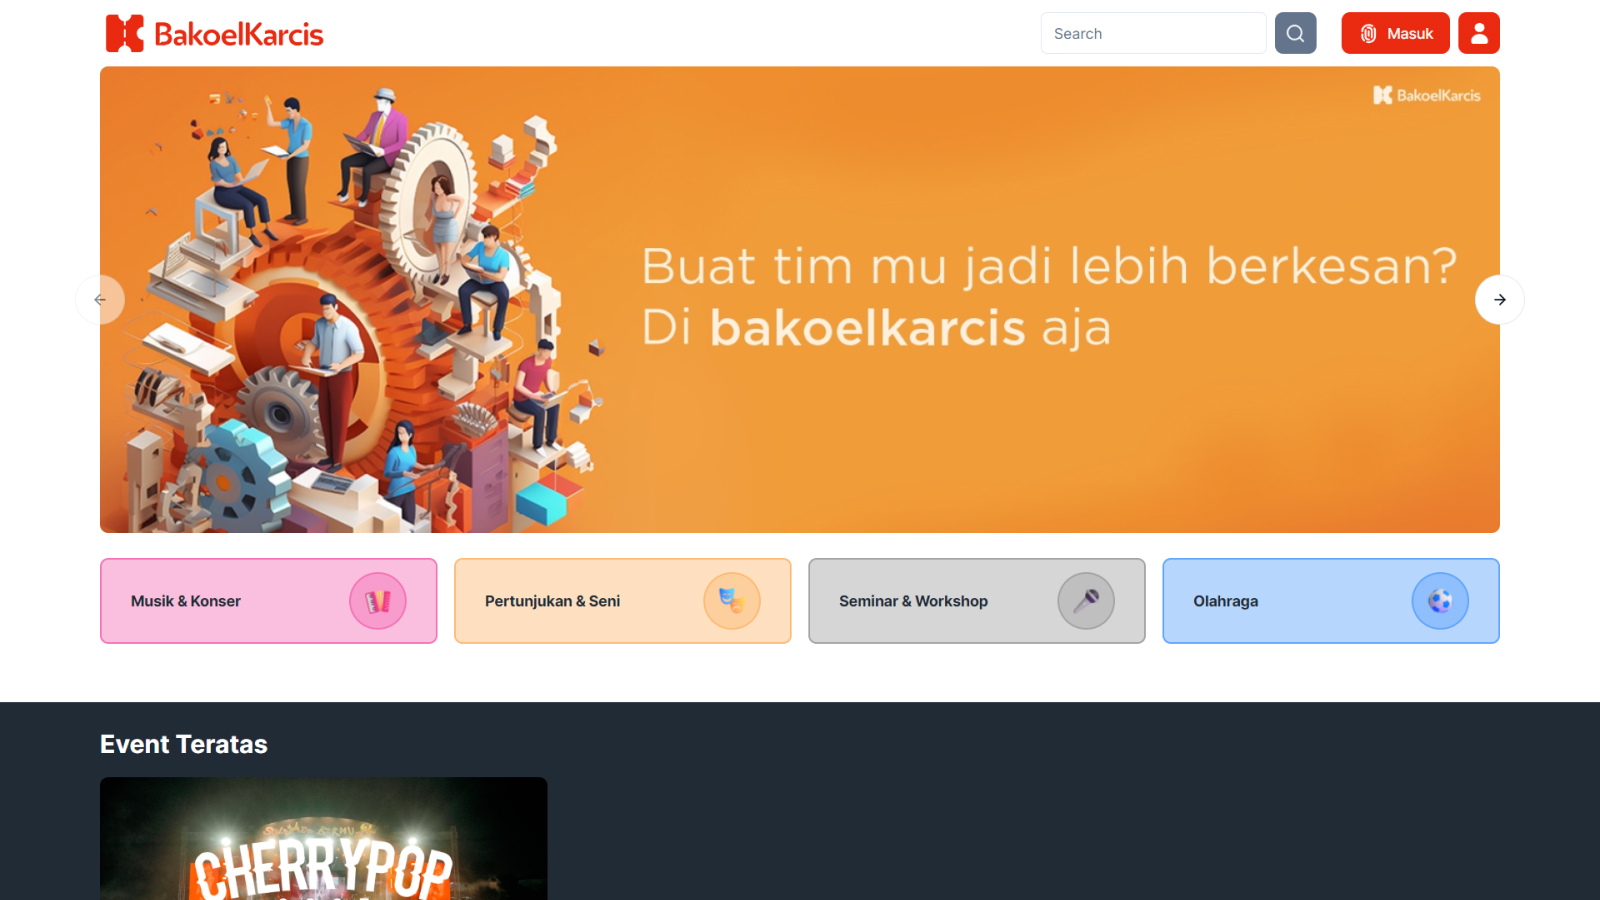 BakoelKarcis
Search
Masuk
BakoelKarcis
Buat tim mu jadi lebih berkesan?
Di bakoelkarcis aja
Musik & Konser
Pertunjukan & Seni
Seminar & Workshop
Olahraga
Event Teratas
CHERRYPOP